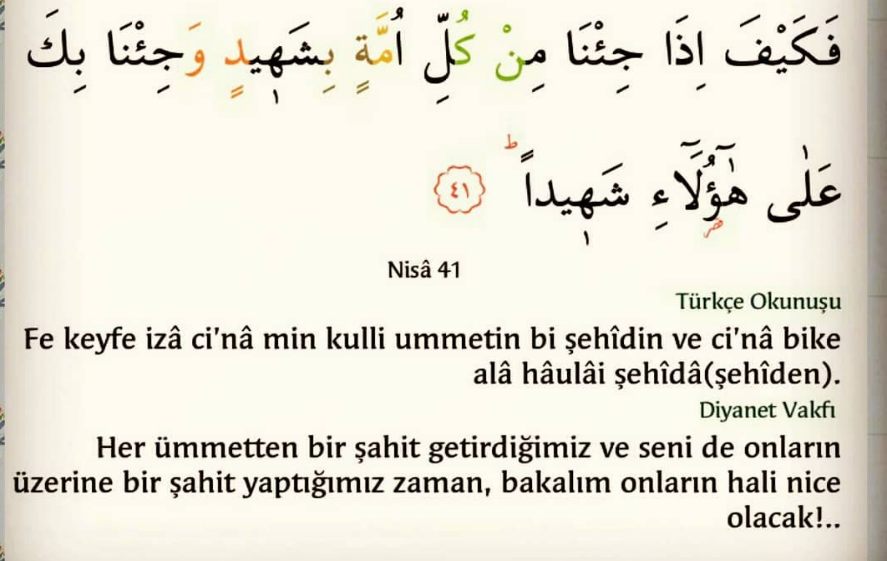 فَكَيْفَ اِذَا جِئْنَا مِنْ كُلِّ اُمَّةٍ بِشَه۪يدٍ وَجِئْنَا بِكَ
عَلٰى هٰٓؤُ۬لَٓاءِ شَه۪يداًۜ ﴿٤١﴾
Nisâ 41
Türkçe Okunuşu
Fe keyfe izâ ci'nâ min kulli ummetin bi şehîdin ve ci'nâ bike
alâ hâulâi şehîdâ(şehîden).
Diyanet Vakfı
Her ümmetten bir şahit getirdiğimiz ve seni de onların
üzerine bir şahit yaptığımız zaman, bakalım onların hali nice
olacak!..